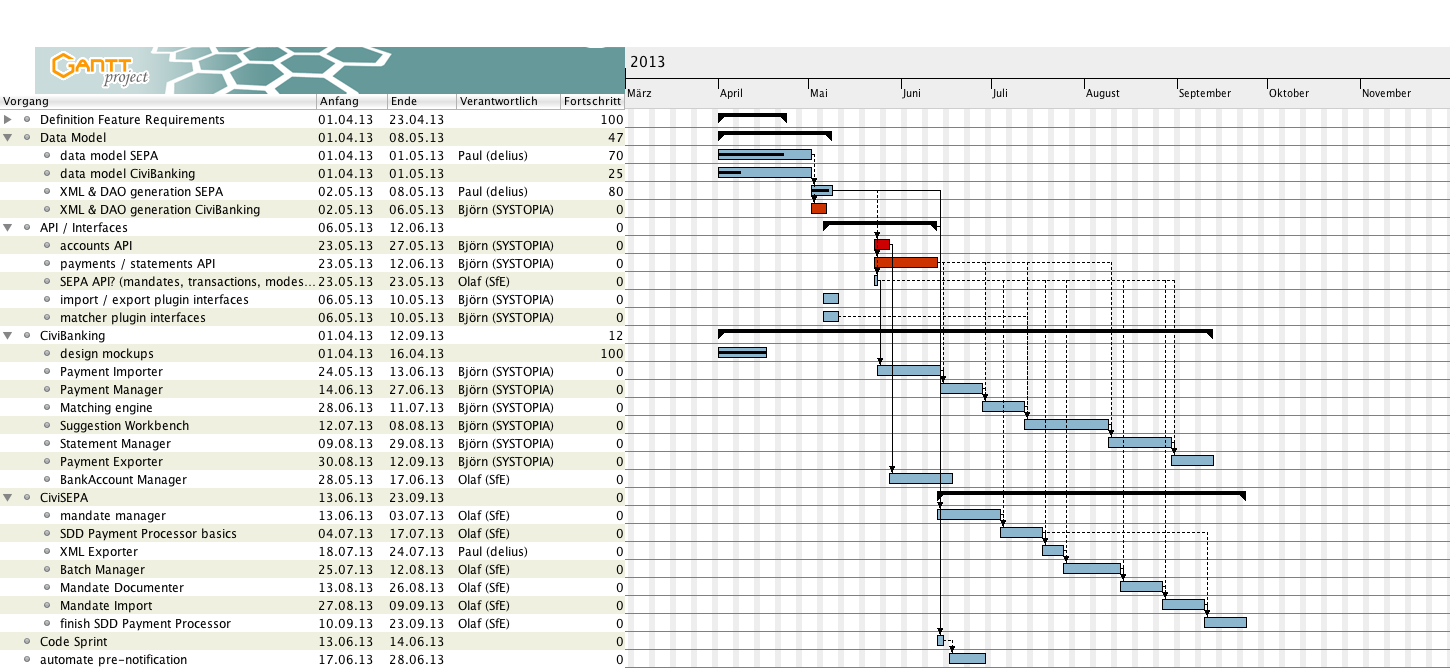 GANTT
project
2013
März April Mai Juni Juli August September Oktober November
Vorgang Anfang Ende Verantwortlich Fortschritt
Definition Feature Requirements 01.04.13 23.04.13 100
Data Model 01.04.13 08.05.13 47
data model SEPA 01.04.13 01.05.13 Paul (delius) 70
data model CiviBanking 01.04.13 01.05.13 25
XML & DAO generation SEPA 02.05.13 08.05.13 Paul (delius) 80
XML & DAO generation CiviBanking 02.05.13 06.05.13 Björn (SYSTOPIA) 0
API / Interfaces 06.05.13 12.06.13 0
accounts API 23.05.13 27.05.13 Björn (SYSTOPIA) 0
payments / statements API 23.05.13 12.06.13 Björn (SYSTOPIA) 0
SEPA API? (mandates, transactions, modes... 23.05.13 23.05.13 Olaf (SfE) 0
import / export plugin interfaces 06.05.13 10.05.13 Björn (SYSTOPIA) 0
matcher plugin interfaces 06.05.13 10.05.13 Björn (SYSTOPIA) 0
CiviBanking 01.04.13 12.09.13 12
design mockups 01.04.13 16.04.13 100
Payment Importer 24.05.13 13.06.13 Björn (SYSTOPIA) 0
Payment Manager 14.06.13 27.06.13 Björn (SYSTOPIA) 0
Matching engine 28.06.13 11.07.13 Björn (SYSTOPIA) 0
Suggestion Workbench 12.07.13 08.08.13 Björn (SYSTOPIA) 0
Statement Manager 09.08.13 29.08.13 Björn (SYSTOPIA) 0
Payment Exporter 30.08.13 12.09.13 Björn (SYSTOPIA) 0
BankAccount Manager 28.05.13 17.06.13 Olaf (SfE) 0
CiviSEPA 13.06.13 23.09.13 0
mandate manager 13.06.13 03.07.13 Olaf (SfE) 0
SDD Payment Processor basics 04.07.13 17.07.13 Olaf (SfE) 0
XML Exporter 18.07.13 24.07.13 Paul (delius) 0
Batch Manager 25.07.13 12.08.13 Olaf (SfE) 0
Mandate Documenter 13.08.13 26.08.13 Olaf (SfE) 0
Mandate Import 27.08.13 09.09.13 Olaf (SfE) 0
finish SDD Payment Processor 10.09.13 23.09.13 Olaf (SfE) 0
Code Sprint 13.06.13 14.06.13 0
automate pre-notification 17.06.13 28.06.13 0